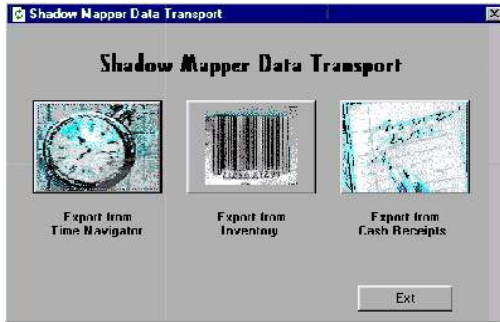 Shadow Mapper Data Transport
Shadow Mapper Data Transport
Export from
Time Navigator
Export from
Inventory
Export from
Cash Receipts
Ext